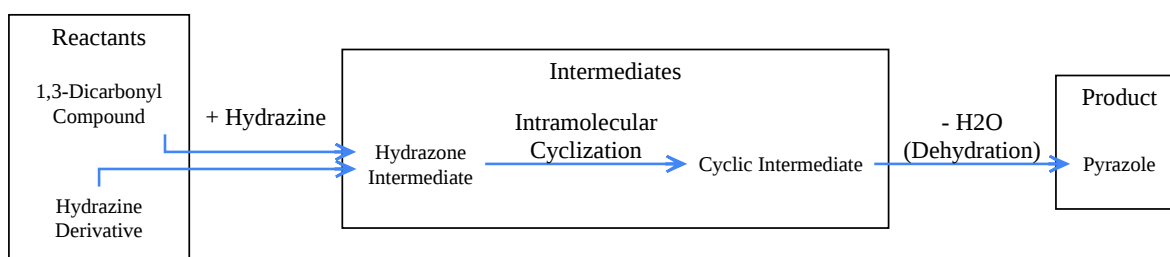 Reactants
1,3-Dicarbonyl
Compound
Hydrazine
Derivative
+ Hydrazine
Intermediates
Hydrazone
Intermediate
Intramolecular
Cyclization
Cyclic Intermediate
- H2O
(Dehydration)
Product
Pyrazole